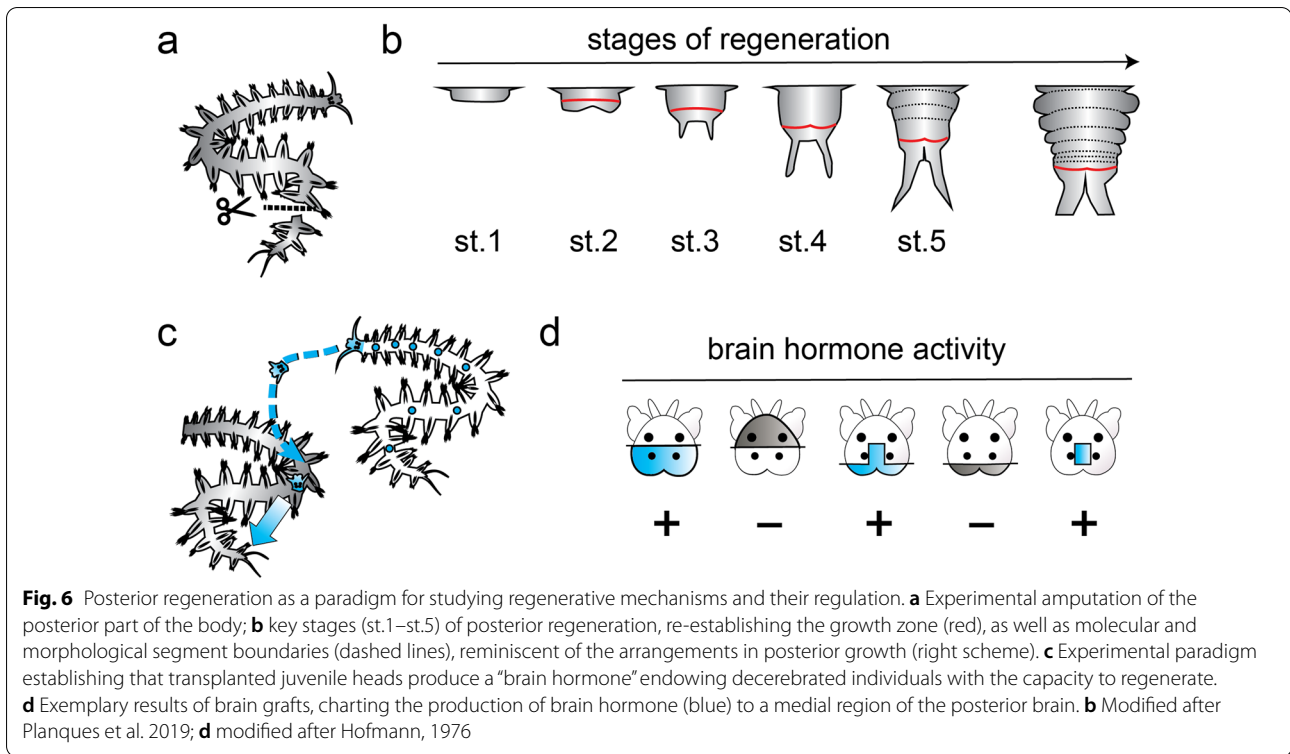 a
b
stages of regeneration
st.1 st.2 st.3 st.4 st.5
c
d
brain hormone activity
+ – + – +
Fig. 6 Posterior regeneration as a paradigm for studying regenerative mechanisms and their regulation. a Experimental amputation of the
posterior part of the body; b key stages (st.1–st.5) of posterior regeneration, re-establishing the growth zone (red), as well as molecular and
morphological segment boundaries (dashed lines), reminiscent of the arrangements in posterior growth (right scheme). c Experimental paradigm
establishing that transplanted juvenile heads produce a "brain hormone" endowing decerebrated individuals with the capacity to regenerate.
d Exemplary results of brain grafts, charting the production of brain hormone (blue) to a medial region of the posterior brain. b Modified after
Planques et al. 2019; d modified after Hofmann, 1976